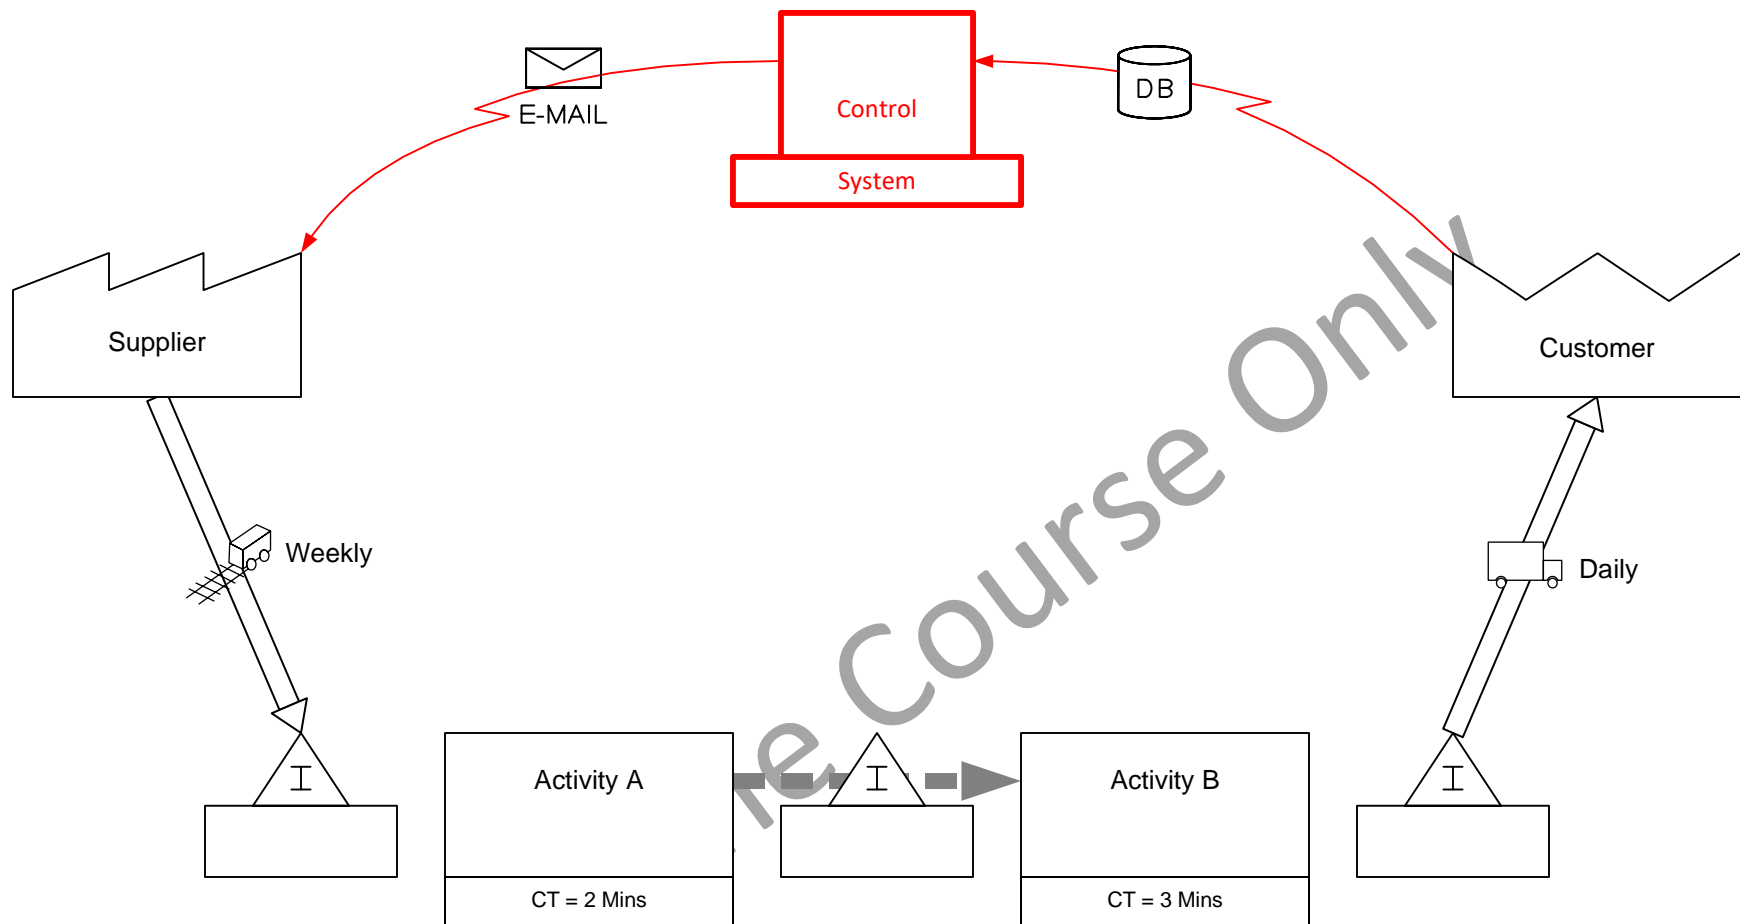 E-MAIL
DB
Control
System
Supplier
Customer
Weekly
Daily
I
Activity A
I
Activity B
I
CT = 2 Mins
CT = 3 Mins
Course Only